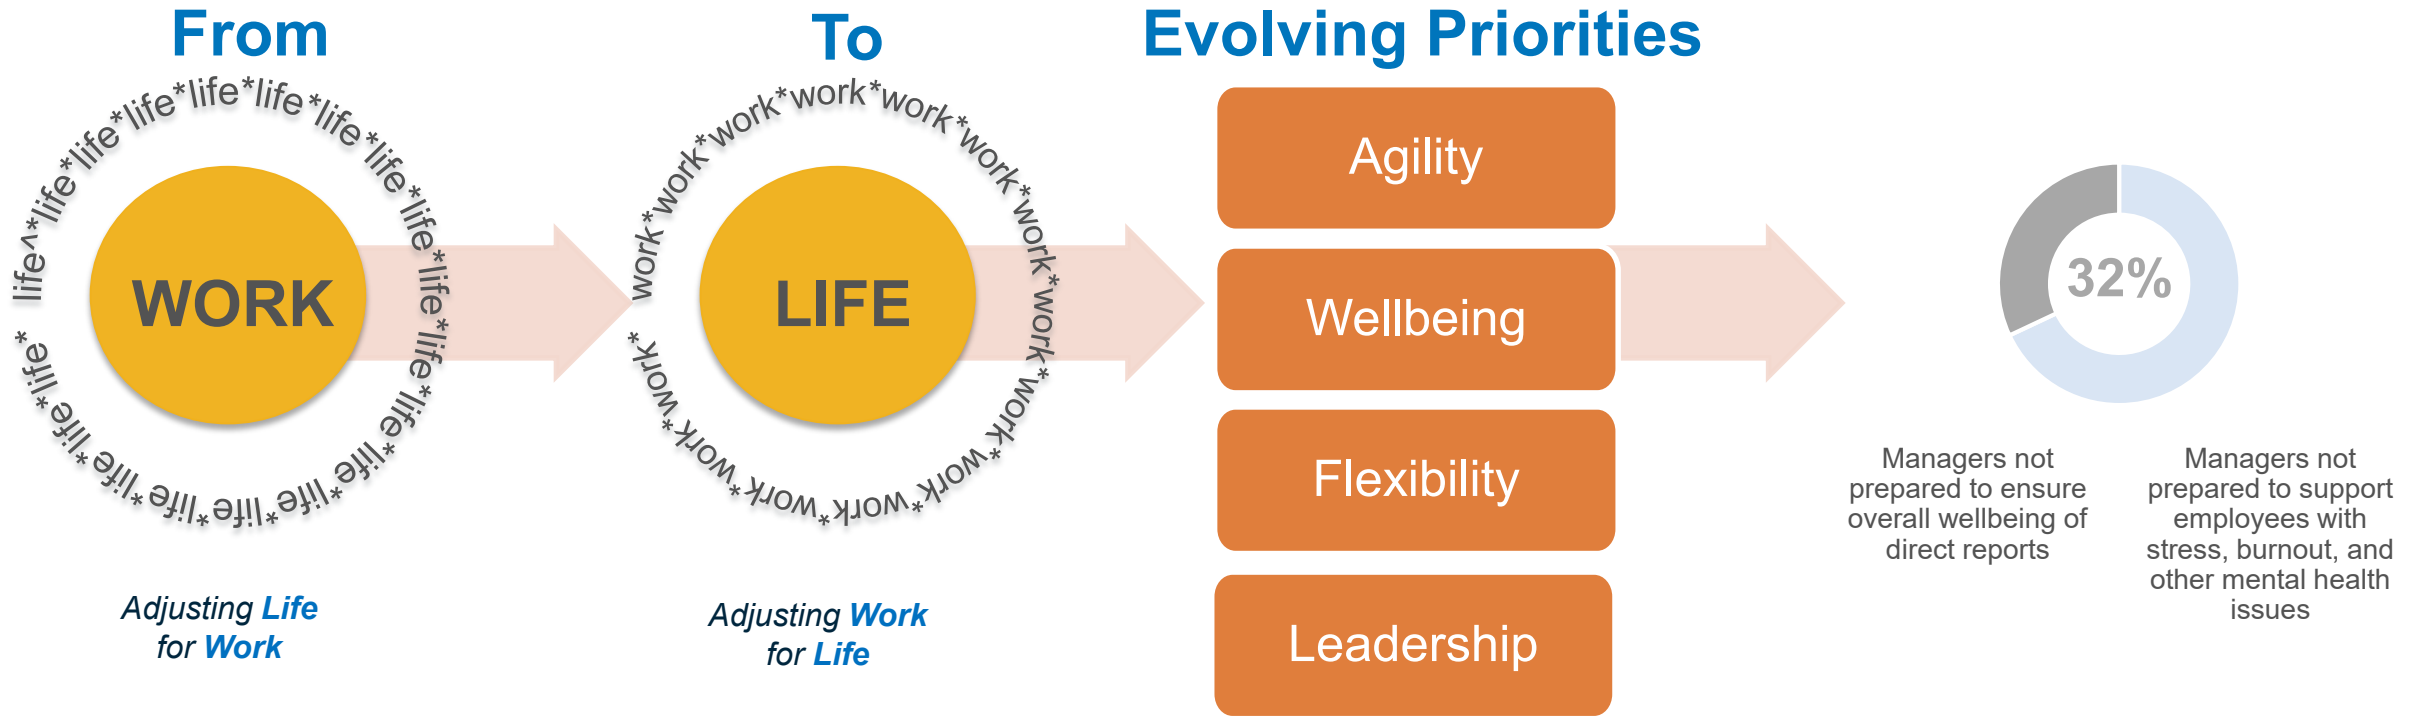 From
To
Evolving Priorities
life^*life*life*life*life*life*life*life*life*life*life*life*life*life*life*life*life*life*life*
WORK
work*work*work*work*work*work*work*work*work*work*work*work*work*work*
LIFE
Agility
Wellbeing
Flexibility
Leadership
32%
Adjusting Life
for Work
Adjusting Work
for Life
Managers not
prepared to ensure
overall wellbeing of
direct reports
Managers not
prepared to support
employees with
stress, burnout, and
other mental health
issues